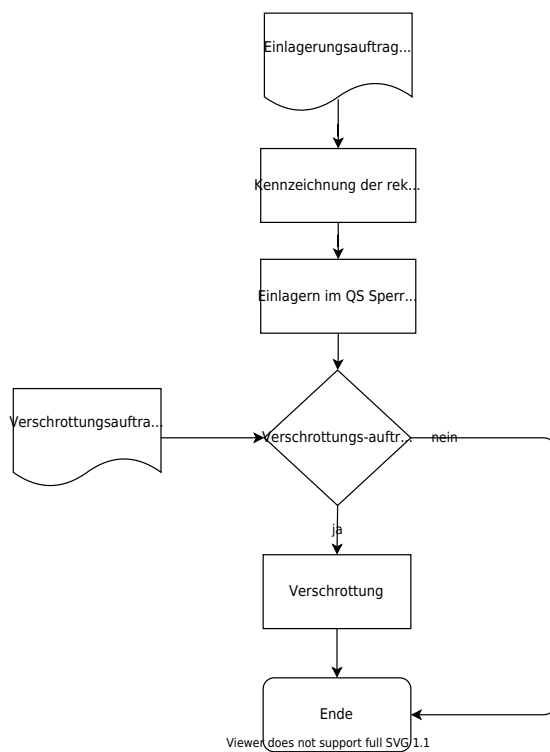 Einlagerungsauftrag...
Kennzeichnung der rek...
Einlagern im QS Sperr...
Verschrottungsauftra...
Verschrottungs-auftr...
nein
ja
Verschrottung
Ende
Viewer does not support full SVG 1.1